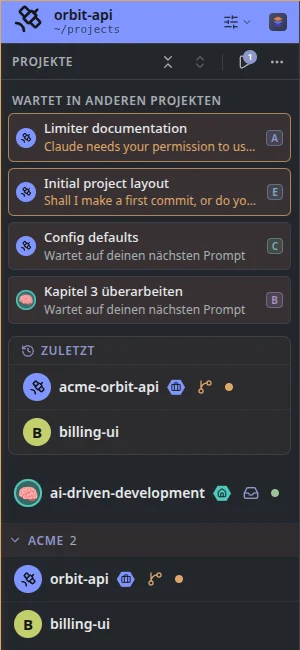 orbit-api
~/projects
PROJEKTE
1
WARTET IN ANDEREN PROJEKTEN
Limiter documentation
Claude needs your permission to us…
A
Initial project layout
Shall I make a first commit, or do yo…
E
Config defaults
Wartet auf deinen nächsten Prompt
C
Kapitel 3 überarbeiten
Wartet auf deinen nächsten Prompt
B
ZULETZT
acme-orbit-api
B
billing-ui
ai-driven-development
ACME 2
orbit-api
B
billing-ui